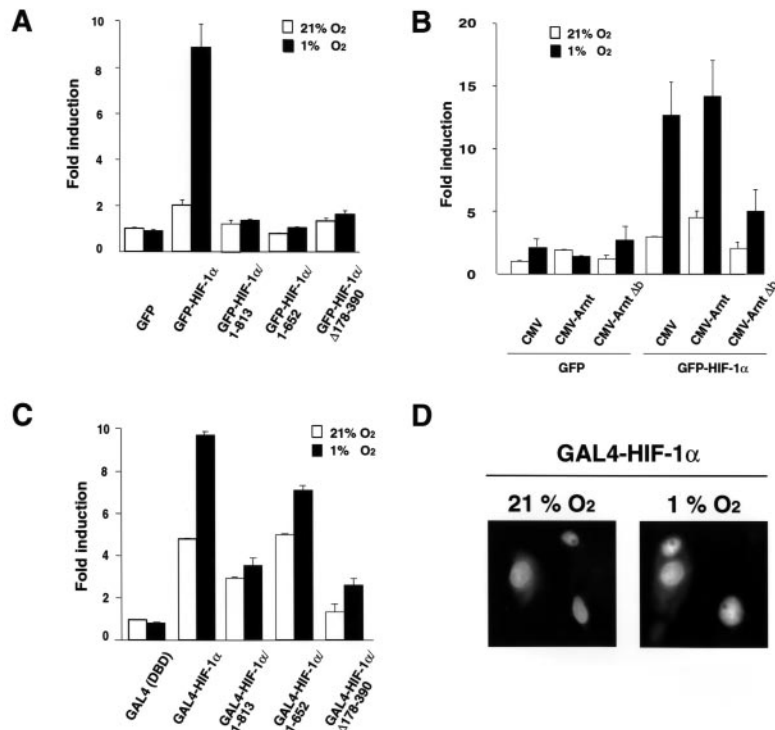 A
21% O2
1% O2
Fold induction
10
8
6
4
2
0
GFP
GFP-HIF-1α
GFP-HIF-1α/
1-813
GFP-HIF-1α/
1-652
GFP-HIF-1α/
Δ178-390
B
21% O2
1% O2
Fold induction
20
15
10
5
0
CMV
CMV-Arnt
CMV-Arnt Δb
CMV
CMV-Arnt
CMV-Arnt Δb
GFP
GFP-HIF-1α
C
21% O2
1% O2
Fold induction
10
8
6
4
2
0
GAL4 (DBD)
GAL4-HIF-1α
GAL4-HIF-1α/
1-813
GAL4-HIF-1α/
1-652
GAL4-HIF-1α/
Δ178-390
D
GAL4-HIF-1α
21 % O2
1 % O2